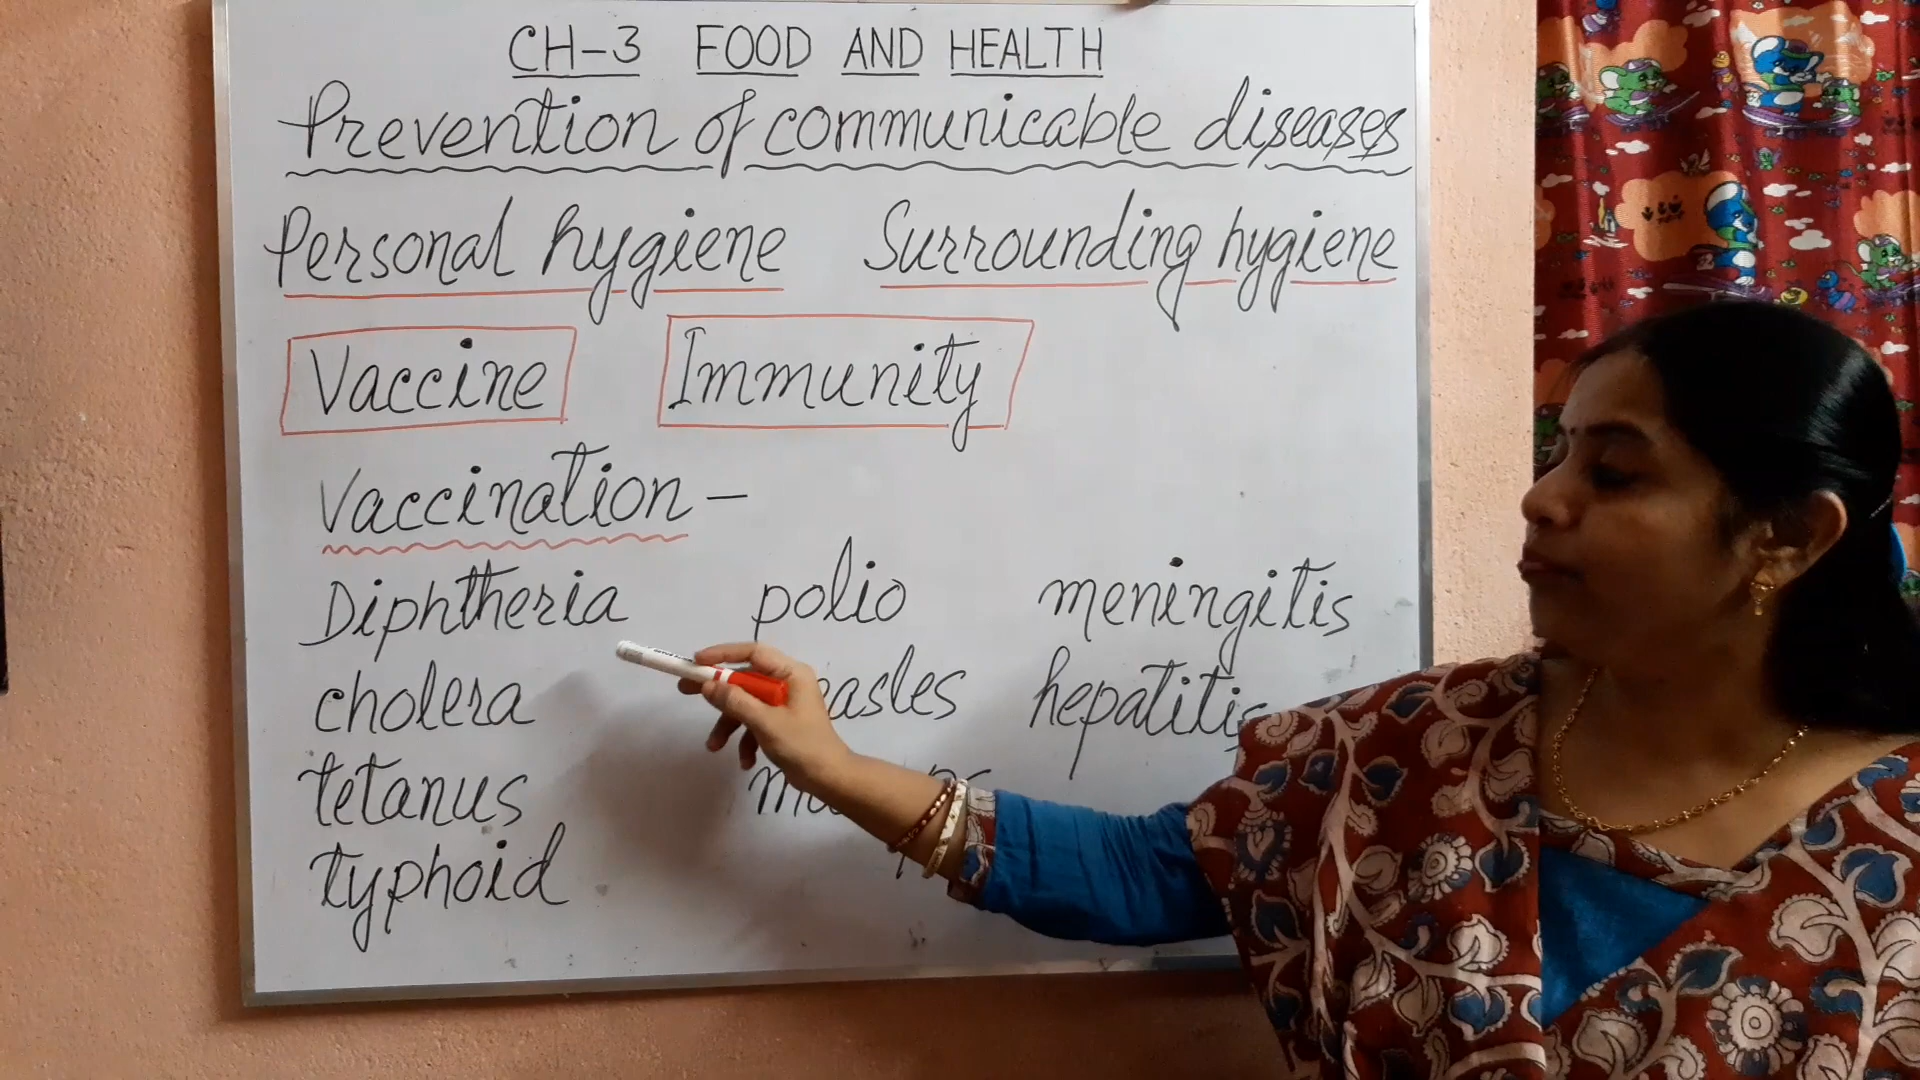 CH-3 FOOD AND HEALTH
Prevention of communicable diseases
Personal hygiene Surrounding hygiene
Vaccine Immunity
Vaccination -
Diphtheria polio meningitis
cholera hepatitis
tetanus
typhoid